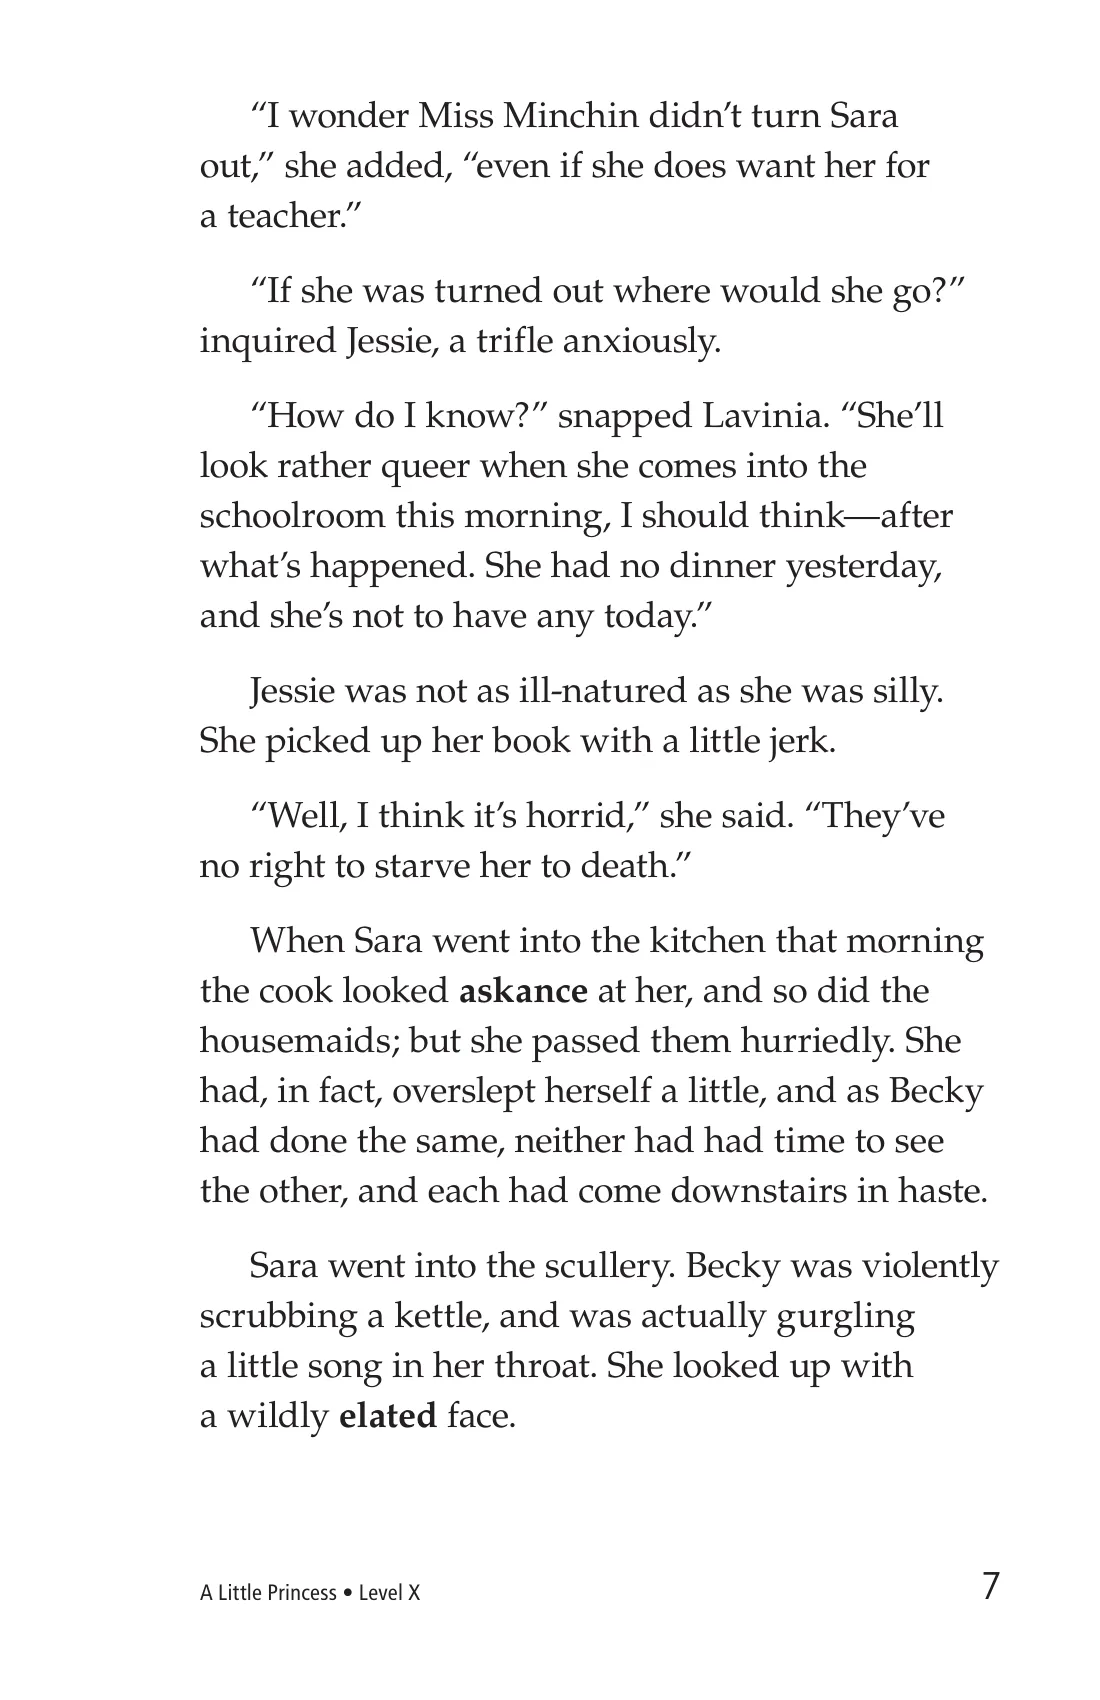 “I wonder Miss Minchin didn’t turn Sara
out,” she added, “even if she does want her for
a teacher.”
“If she was turned out where would she go?”
inquired Jessie, a trifle anxiously.
“How do I know?” snapped Lavinia. “She’ll
look rather queer when she comes into the
schoolroom this morning, I should think—after
what’s happened. She had no dinner yesterday,
and she’s not to have any today.”
Jessie was not as ill-natured as she was silly.
She picked up her book with a little jerk.
“Well, I think it’s horrid,” she said. “They’ve
no right to starve her to death.”
When Sara went into the kitchen that morning
the cook looked askance at her, and so did the
housemaids; but she passed them hurriedly. She
had, in fact, overslept herself a little, and as Becky
had done the same, neither had had time to see
the other, and each had come downstairs in haste.
Sara went into the scullery. Becky was violently
scrubbing a kettle, and was actually gurgling
a little song in her throat. She looked up with
a wildly elated face.
A Little Princess • Level X
7